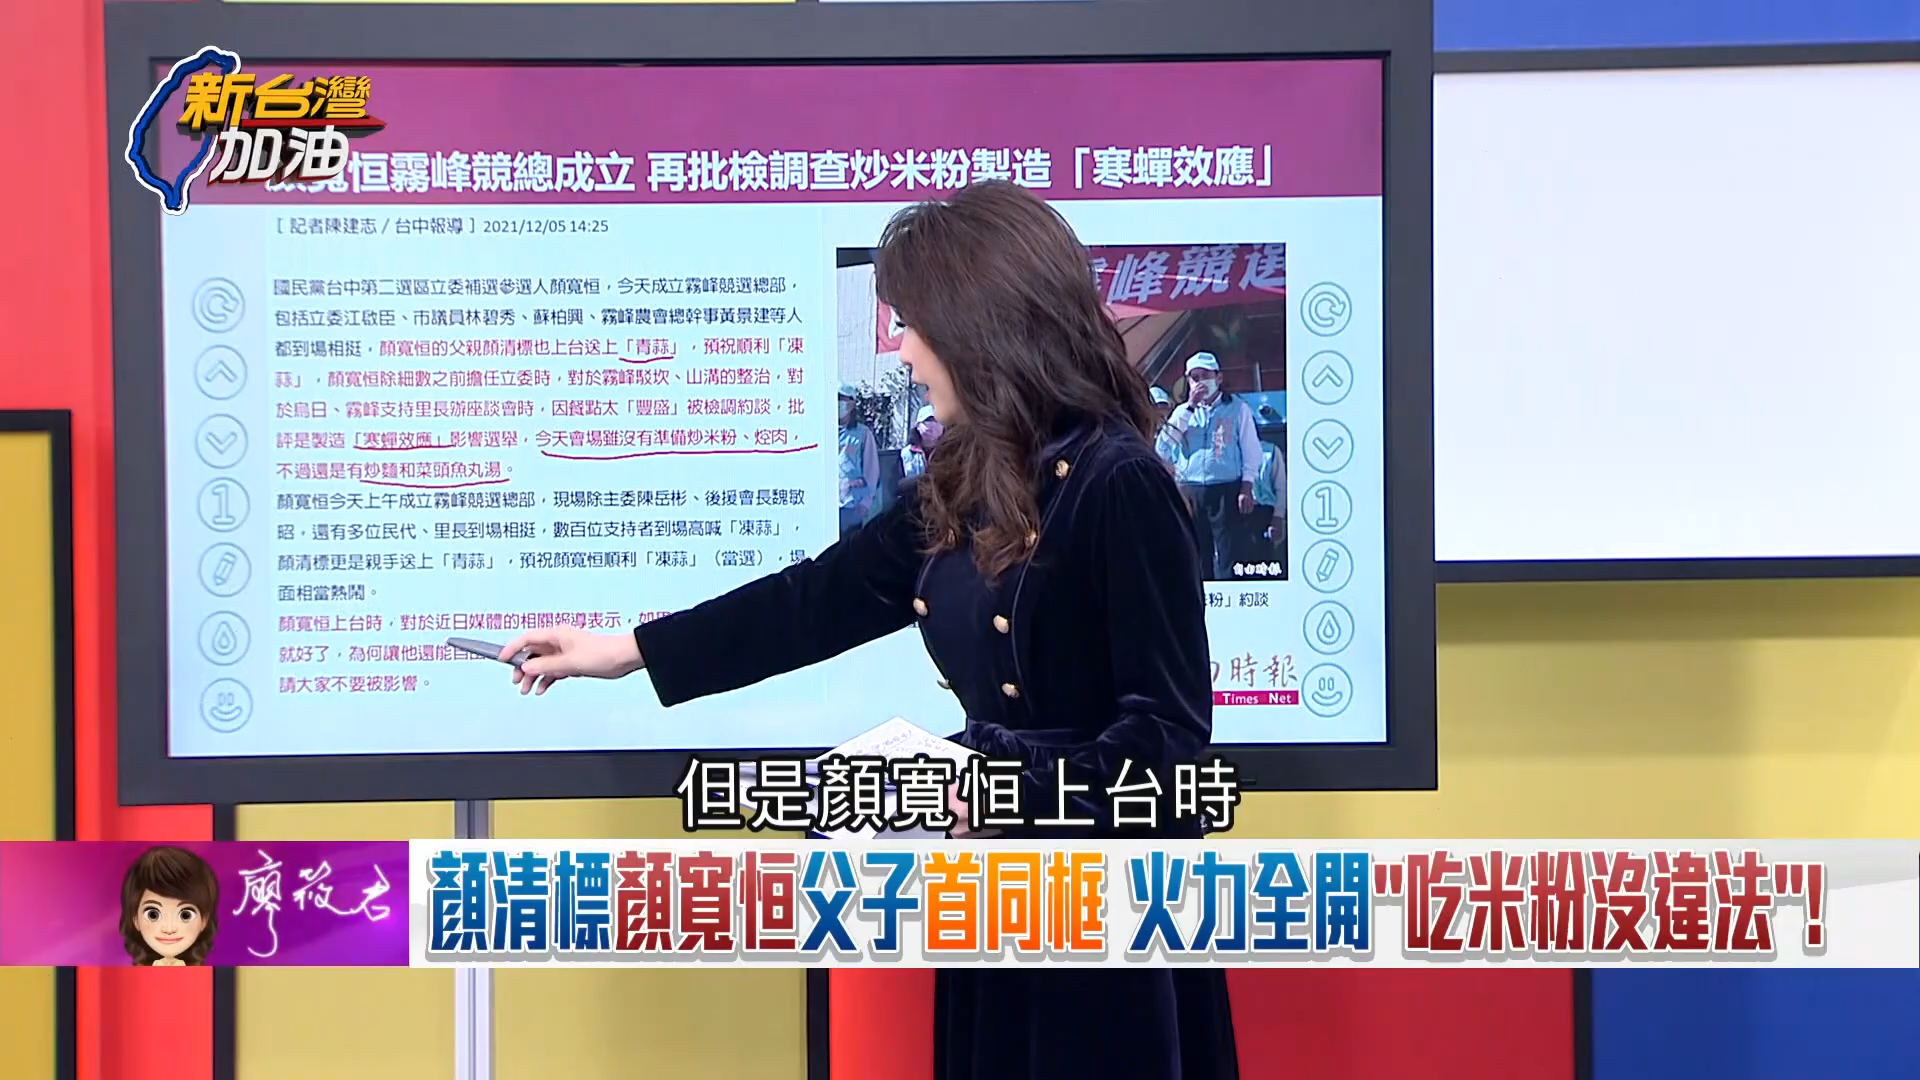 新台灣
加油
恒霧峰競總成立 再批檢調查炒米粉製造「寒蟬效應」
[ 記者陳建志/台中報導 ] 2021/12/05 14:25
國民黨台中第二選區立委補選參選人顏寬恒，今天成立霧峰競選總部，
包括立委江啟臣、市議員林碧秀、蘇柏興、霧峰農會總幹事黃景建等人
都到場相挺，顏寬恒的父親顏清標也上台送上「青蒜」，預祝順利「凍
蒜」，顏寬恒除細數之前擔任立委時，對於霧峰駁坎、山溝的整治，對
於烏日、霧峰支持里長辦座談會時，因餐點太「豐盛」被檢調約談，批
評是製造「寒蟬效應」影響選舉，今天會場雖沒有準備炒米粉、焢肉，
不過還是有炒麵和菜頭魚丸湯。
顏寬恒今天上午成立霧峰競選總部，現場除主委陳岳彬、後援會長魏敏
昭，還有多位民代、里長到場相挺，數百位支持者到場高喊「凍蒜」，
顏清標更是親手送上「青蒜」，預祝顏寬恒順利「凍蒜」（當選），場
面相當熱鬧。
顏寬恒上台時，對於近日媒體的相關報導表示，如
就好了，為何讓他還能自
請大家不要被影響。
峰競選
自由時報
粉」約談
時報
Times Net
1
1
但是顏寬恒上台時
廖筱君
顏清標顏寬恒父子首同框 火力全開"吃米粉沒違法"!